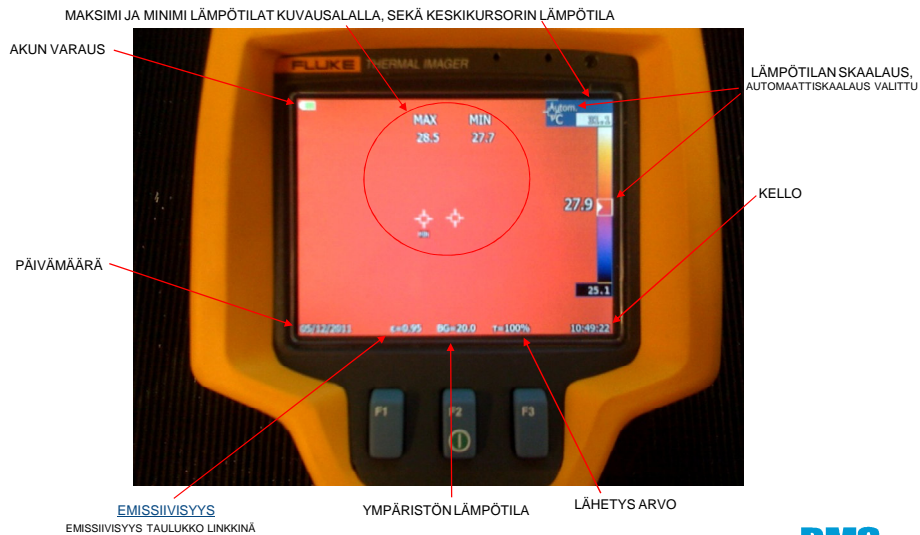 MAKSIMI JA MINIMI LÄMPÖTILAT KUVAUSALALLA, SEKÄ KESKIKURSORIN LÄMPÖTILA
AKUN VARAUS
LÄMPÖTILAN SKAALAUS,
AUTOMAATTISKAALAUS VALITTU
FLUKE THERMAL IMAGER
Autom.
°C
MAX MIN
28.5 27.7
27.9
KELLO
PÄIVÄMÄÄRÄ
25.1
05/12/2011 ε=0.95 BG=20.0 τ=100% 10:49:22
F1 F2 F3
EMISSIIVISYYS
EMISSIIVISYYS TAULUKKO LINKKINÄ
YMPÄRISTÖN LÄMPÖTILA
LÄHETYS ARVO